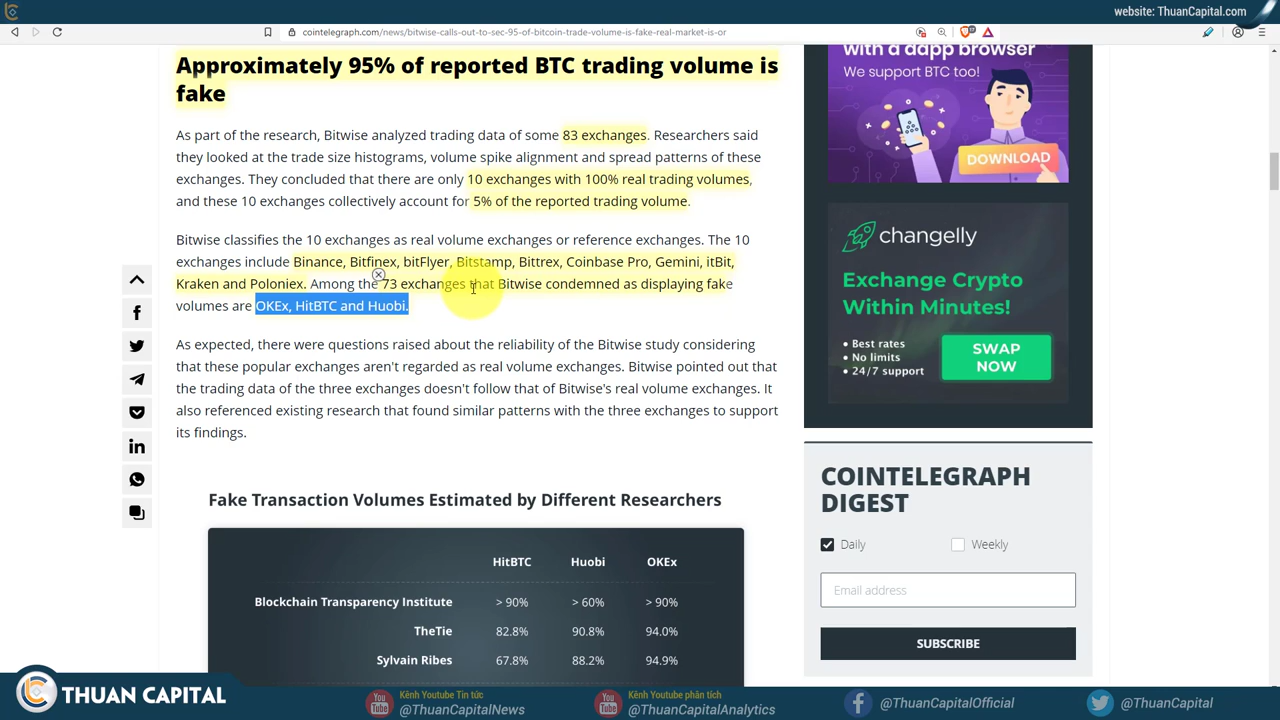 website: ThuanCapital.com
cointelegraph.com/news/bitwise-calls-out-to-sec-95-of-bitcoin-trade-volume-is-fake-real-market-is-or
Approximately 95% of reported BTC trading volume is
fake
As part of the research, Bitwise analyzed trading data of some 83 exchanges. Researchers said
they looked at the trade size histograms, volume spike alignment and spread patterns of these
exchanges. They concluded that there are only 10 exchanges with 100% real trading volumes,
and these 10 exchanges collectively account for 5% of the reported trading volume.
Bitwise classifies the 10 exchanges as real volume exchanges or reference exchanges. The 10
exchanges include Binance, Bitfinex, bitFlyer, Bitstamp, Bittrex, Coinbase Pro, Gemini, itBit,
Kraken and Poloniex. Among the 73 exchanges that Bitwise condemned as displaying fake
volumes are OKEx, HitBTC and Huobi.
As expected, there were questions raised about the reliability of the Bitwise study considering
that these popular exchanges aren't regarded as real volume exchanges. Bitwise pointed out that
the trading data of the three exchanges doesn't follow that of Bitwise's real volume exchanges. It
also referenced existing research that found similar patterns with the three exchanges to support
its findings.
Fake Transaction Volumes Estimated by Different Researchers
HitBTC Huobi OKEx
Blockchain Transparency Institute > 90% > 60% > 90%
TheTie 82.8% 90.8% 94.0%
Sylvain Ribes 67.8% 88.2% 94.9%
with a dapp browser
We support BTC too!
DOWNLOAD
changelly
Exchange Crypto
Within Minutes!
• Best rates
• No limits
• 24/7 support
SWAP
NOW
COINTELEGRAPH
DIGEST
Daily Weekly
Email address
SUBSCRIBE
THUAN CAPITAL
Kênh Youtube Tin tức
@ThuanCapitalNews
Kênh Youtube phân tích
@ThuanCapitalAnalytics
@ThuanCapitalOfficial
@ThuanCapital